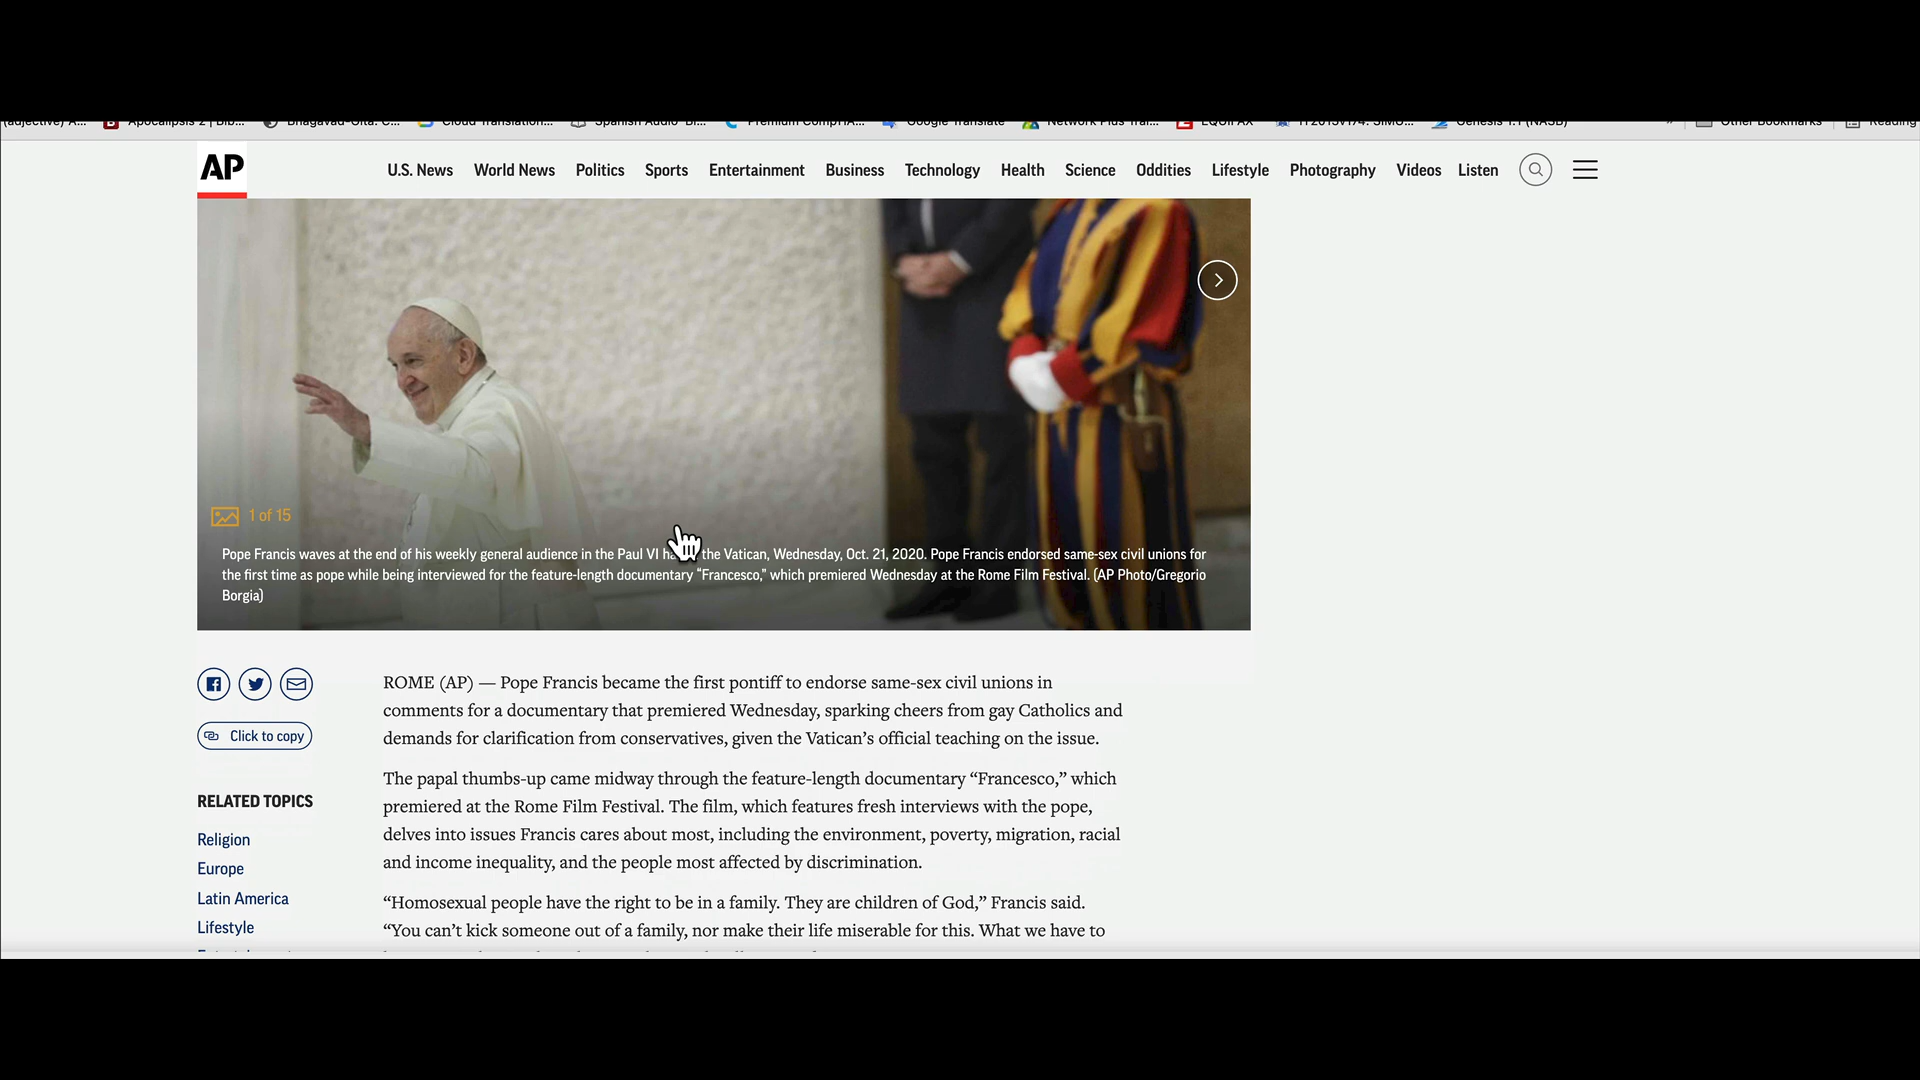 Apocalipsis 2 | Bib...
Bhagavad-Gita: C...
Cloud Translation...
Spanish Audio Bi...
Premium CompTIA...
Google Translate
Network Plus Trai...
EQUIFAX
Genesis 1:1 (NASB)
Other Bookmarks
Reading
AP
U.S. News World News Politics Sports Entertainment Business Technology Health Science Oddities Lifestyle Photography Videos Listen
1 of 15
Pope Francis waves at the end of his weekly general audience in the Paul VI the Vatican, Wednesday, Oct. 21, 2020. Pope Francis endorsed same-sex civil unions for
the first time as pope while being interviewed for the feature-length documentary “Francesco,” which premiered Wednesday at the Rome Film Festival. (AP Photo/Gregorio
Borgia)
Click to copy
RELATED TOPICS
Religion
Europe
Latin America
Lifestyle
ROME (AP) — Pope Francis became the first pontiff to endorse same-sex civil unions in
comments for a documentary that premiered Wednesday, sparking cheers from gay Catholics and
demands for clarification from conservatives, given the Vatican’s official teaching on the issue.
The papal thumbs-up came midway through the feature-length documentary “Francesco,” which
premiered at the Rome Film Festival. The film, which features fresh interviews with the pope,
delves into issues Francis cares about most, including the environment, poverty, migration, racial
and income inequality, and the people most affected by discrimination.
“Homosexual people have the right to be in a family. They are children of God,” Francis said.
“You can’t kick someone out of a family, nor make their life miserable for this. What we have to